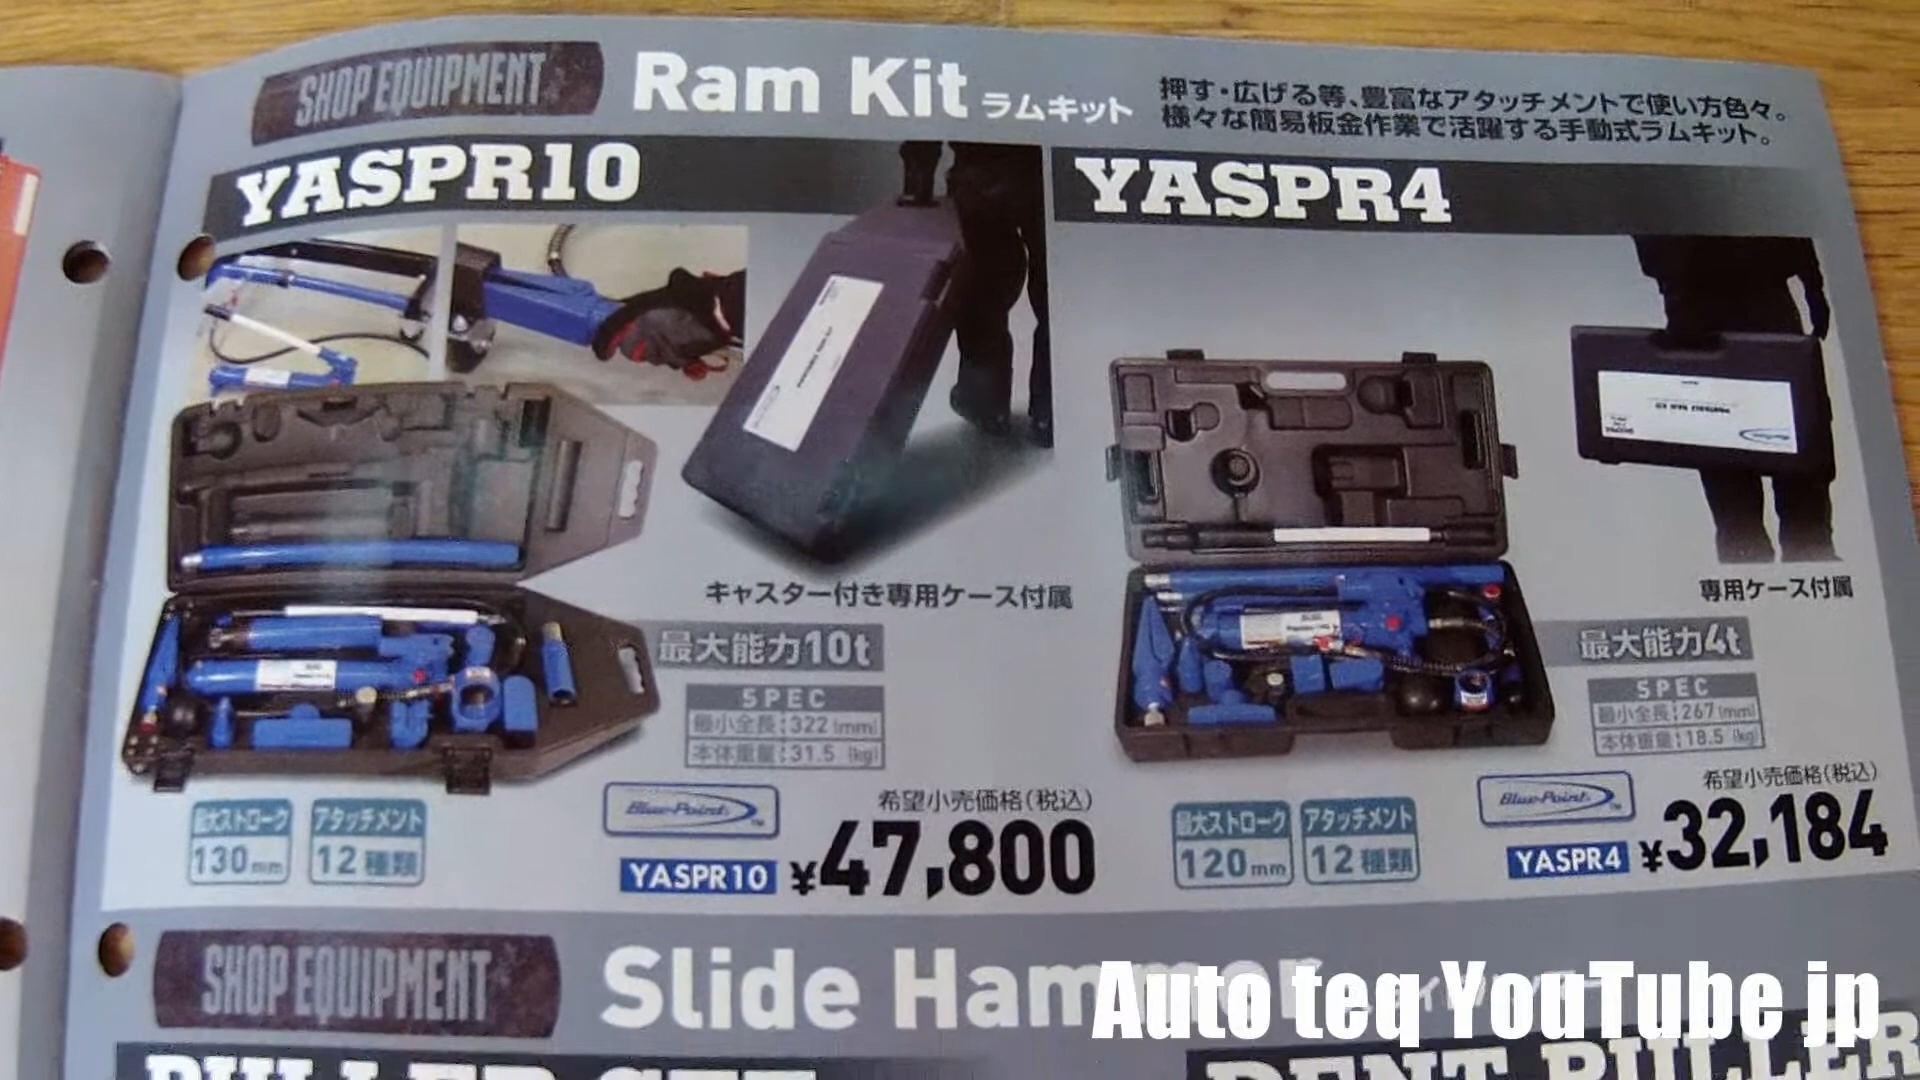 SHOP EQUIPMENT
Ram Kit ラムキット
押す・広げる等、豊富なアタッチメントで使い方色々。
様々な簡易板金作業で活躍する手動式ラムキット。
YASPR10
YASPR4
キャスター付き専用ケース付属
専用ケース付属
最大能力10t
SPEC
最小全長 322 (mm)
本体重量 31.5 (kg)
最大能力4t
SPEC
最小全長 267 (mm)
本体重量 18.5 (kg)
最大ストローク
130mm
アタッチメント
12種類
Blue-Point TM
希望小売価格(税込)
YASPR10 ¥47,800
最大ストローク
120mm
アタッチメント
12種類
Blue-Point TM
希望小売価格(税込)
YASPR4 ¥32,184
SHOP EQUIPMENT
Slide Hammer
Auto teq YouTube jp
PULLER SET
DENT PULLER